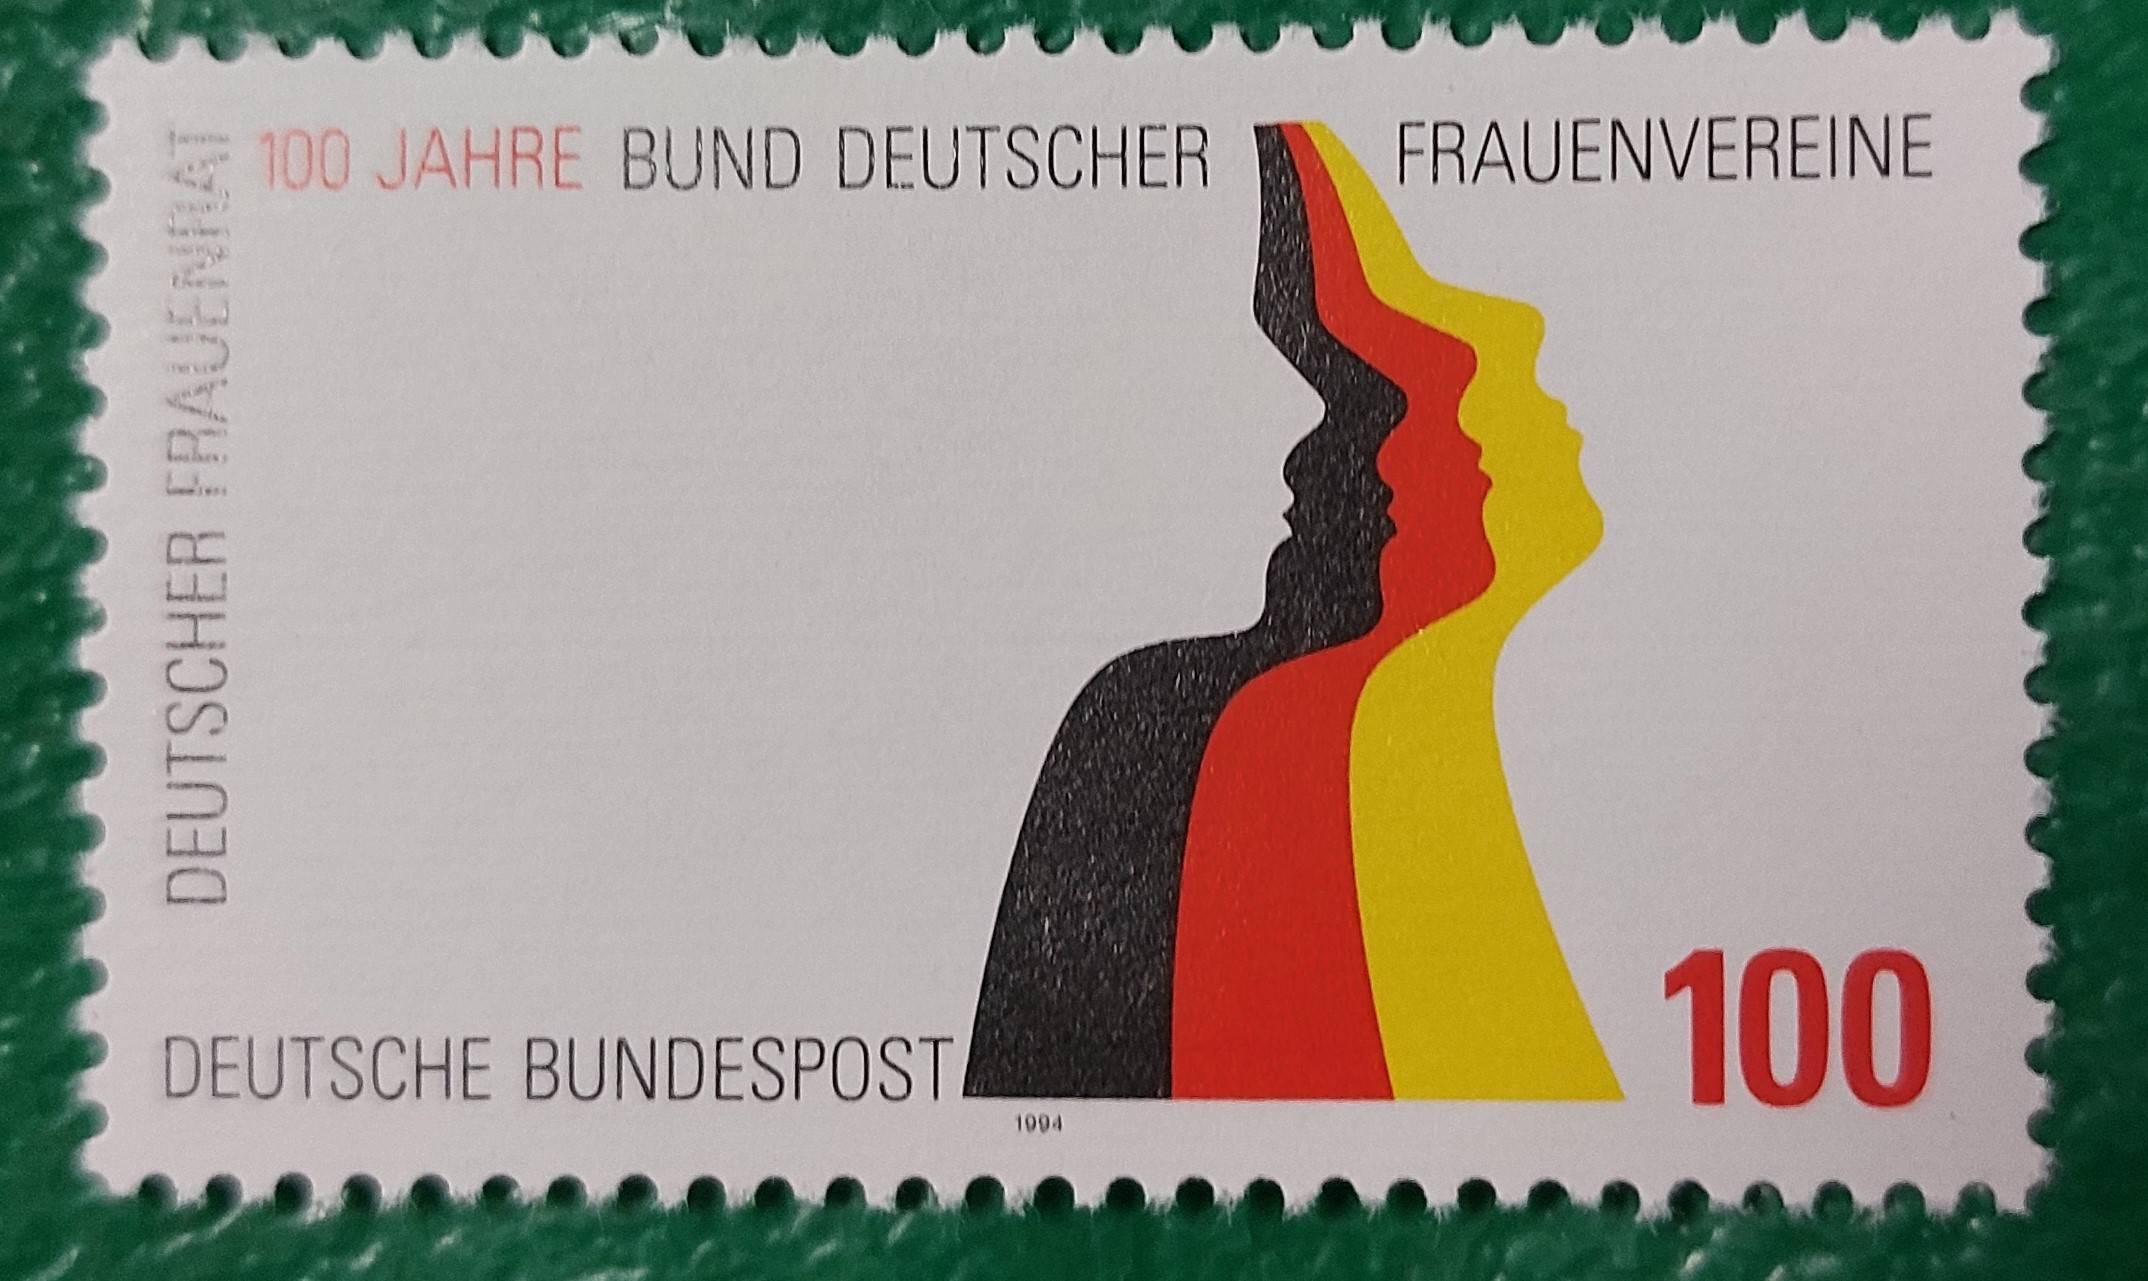 100 JAHRE BUND DEUTSCHER FRAUENVEREINE
DEUTSCHER FRAUENRAT
DEUTSCHE BUNDESPOST
100
1994